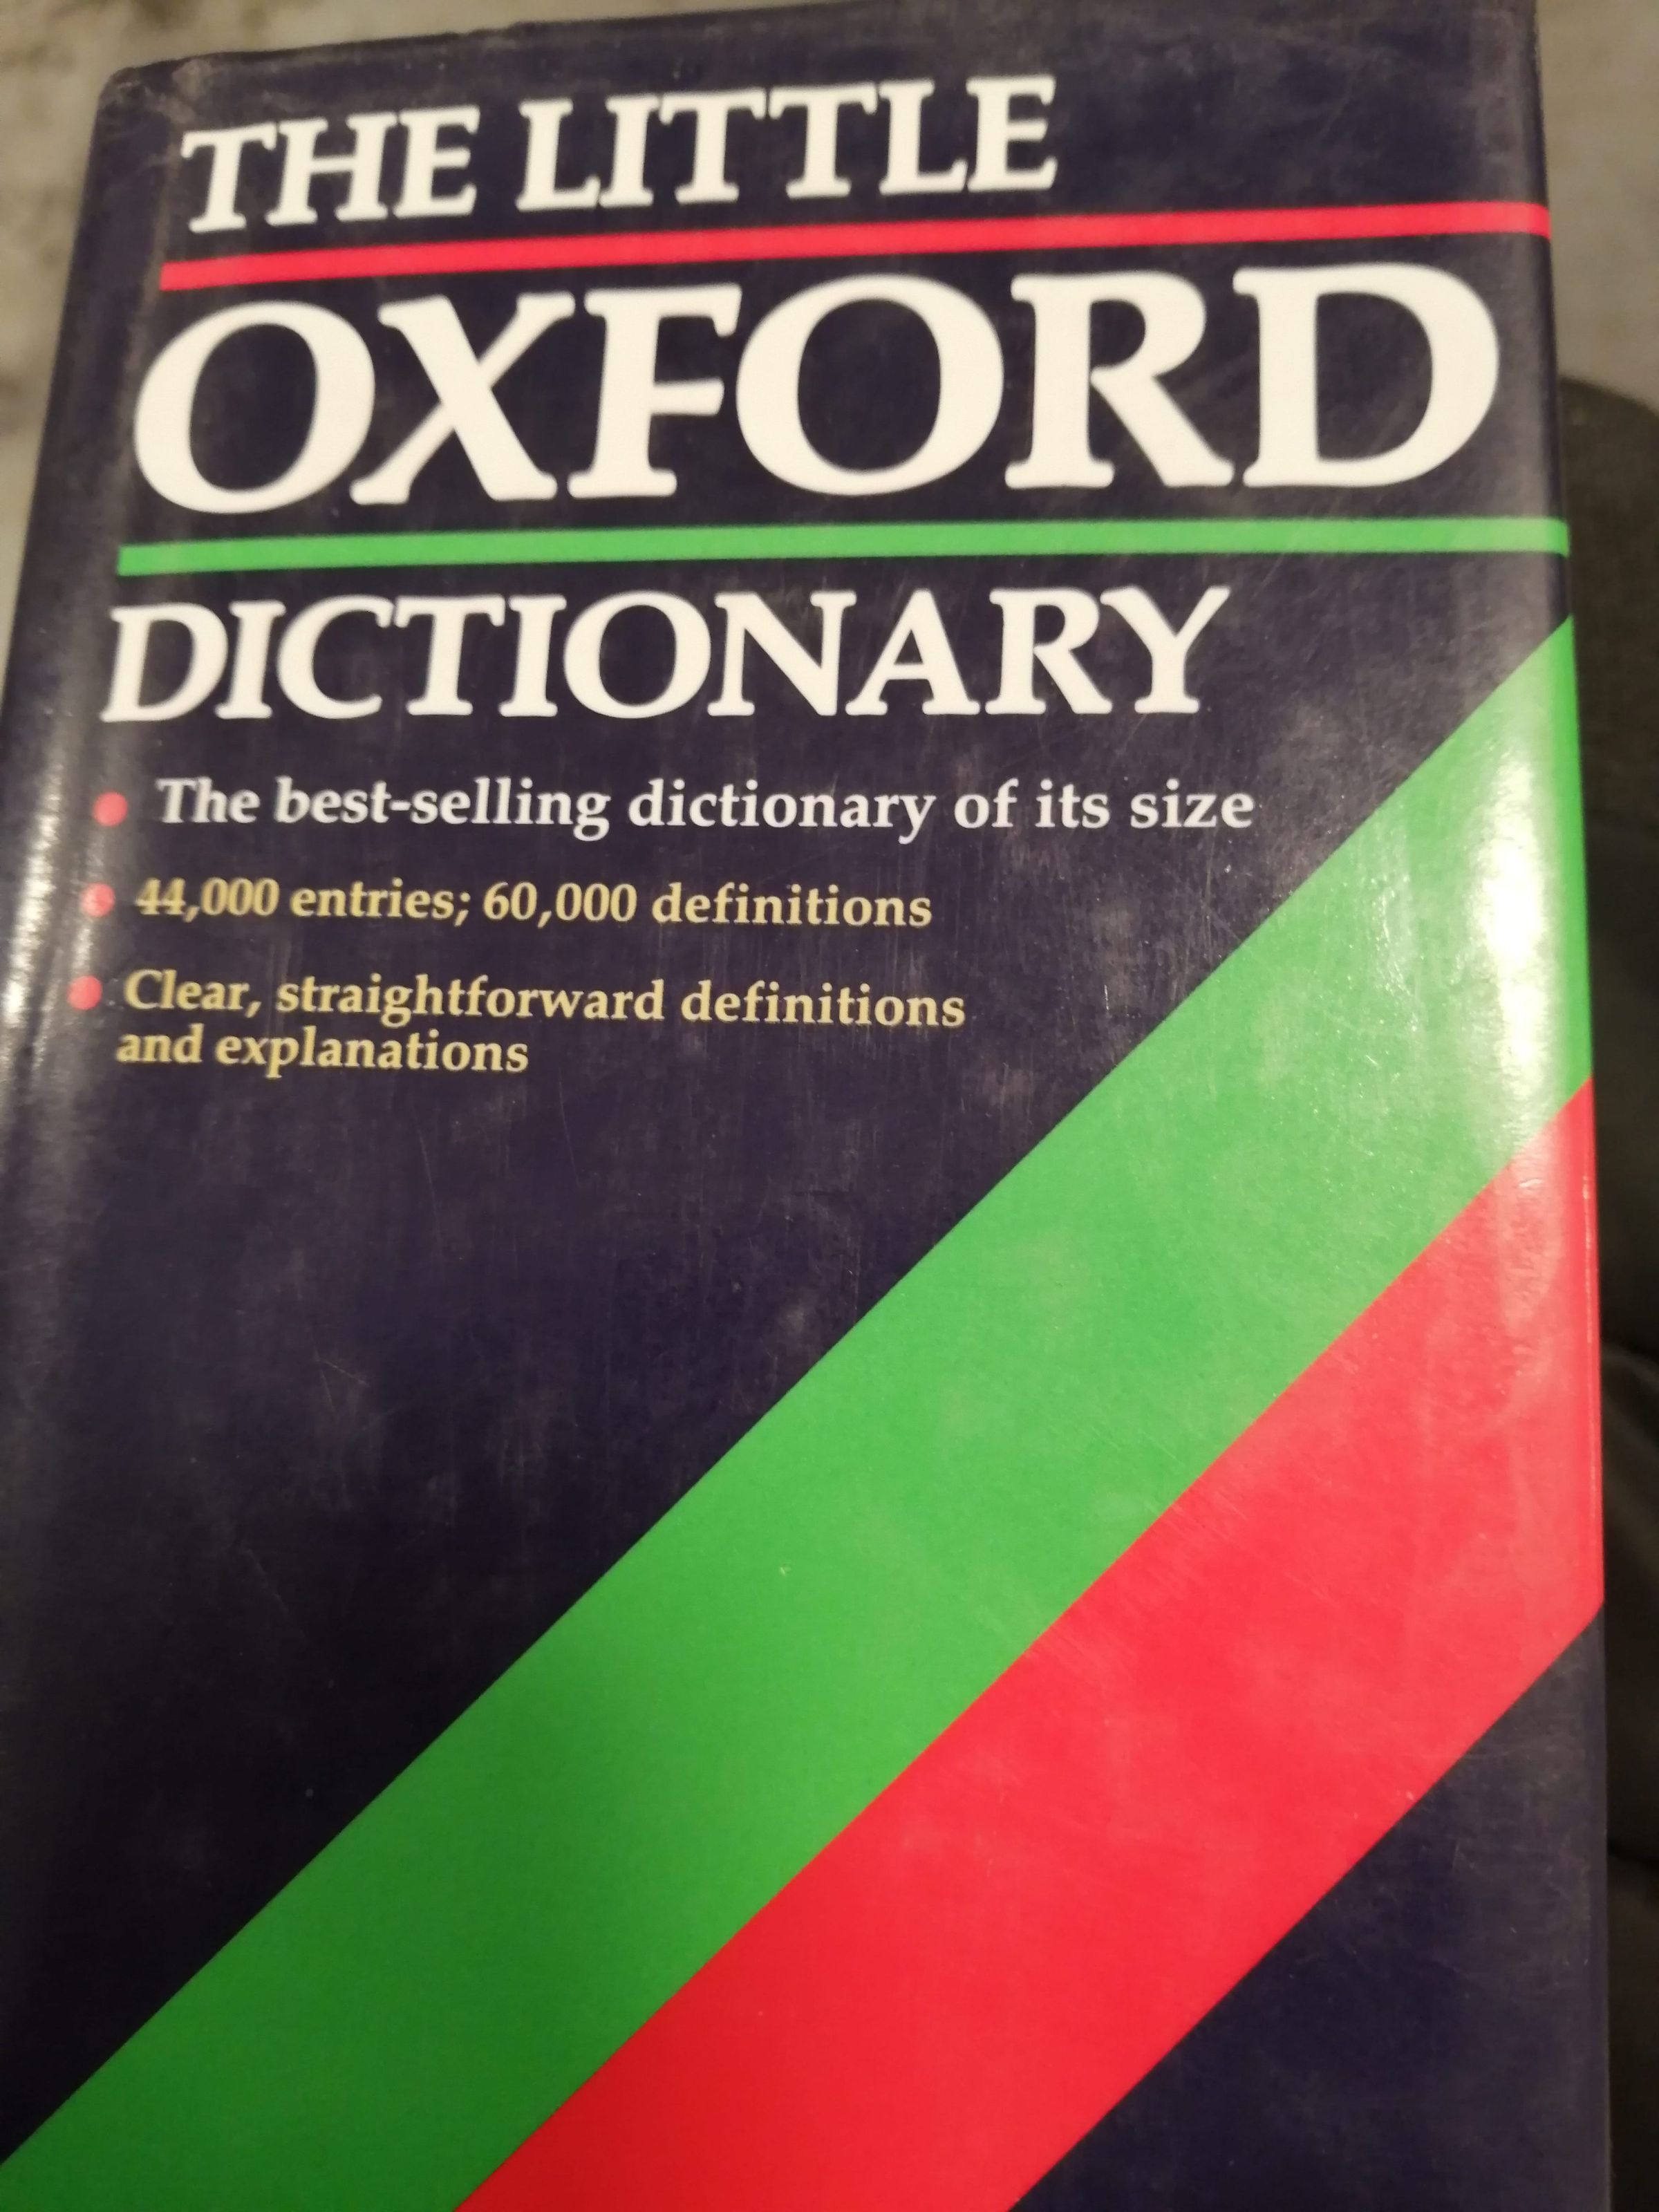 THE LITTLE
OXFORD
DICTIONARY
• The best-selling dictionary of its size
• 44,000 entries; 60,000 definitions
• Clear, straightforward definitions
and explanations